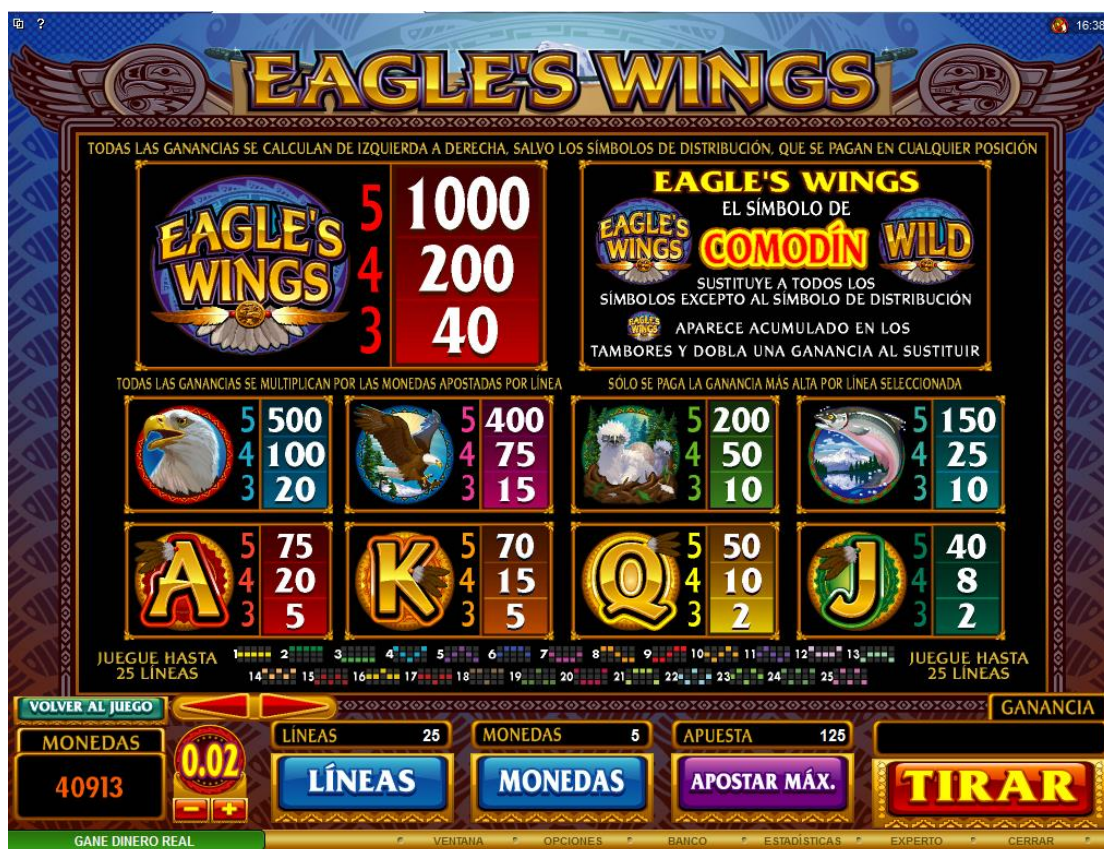 ?
16:38
EAGLE'S WINGS
TODAS LAS GANANCIAS SE CALCULAN DE IZQUIERDA A DERECHA, SALVO LOS SÍMBOLOS DE DISTRIBUCIÓN, QUE SE PAGAN EN CUALQUIER POSICIÓN
EAGLE'S
WINGS
5 1000
4 200
3 40
EAGLE'S WINGS
EL SÍMBOLO DE
EAGLE'S
WINGS
COMODÍN
WILD
SUSTITUYE A TODOS LOS
SÍMBOLOS EXCEPTO AL SÍMBOLO DE DISTRIBUCIÓN
EAGLE'S
WINGS
APARECE ACUMULADO EN LOS
TAMBORES Y DOBLA UNA GANANCIA AL SUSTITUIR
TODAS LAS GANANCIAS SE MULTIPLICAN POR LAS MONEDAS APOSTADAS POR LÍNEA
SÓLO SE PAGA LA GANANCIA MÁS ALTA POR LÍNEA SELECCIONADA
5 500
4 100
3 20
5 400
4 75
3 15
5 200
4 50
3 10
5 150
4 25
3 10
A
5 75
4 20
3 5
K
5 70
4 15
3 5
Q
5 50
4 10
3 2
J
5 40
4 8
3 2
JUEGUE HASTA
25 LÍNEAS
1 2 3 4 5 6 7 8 9 10 11 12 13
14 15 16 17 18 19 20 21 22 23 24 25
JUEGUE HASTA
25 LÍNEAS
VOLVER AL JUEGO
GANANCIA
MONEDAS
40913
0.02
LÍNEAS 25
MONEDAS 5
APUESTA 125
LÍNEAS
MONEDAS
APOSTAR MÁX.
TIRAR
GANE DINERO REAL
VENTANA
OPCIONES
BANCO
ESTADÍSTICAS
EXPERTO
CERRAR